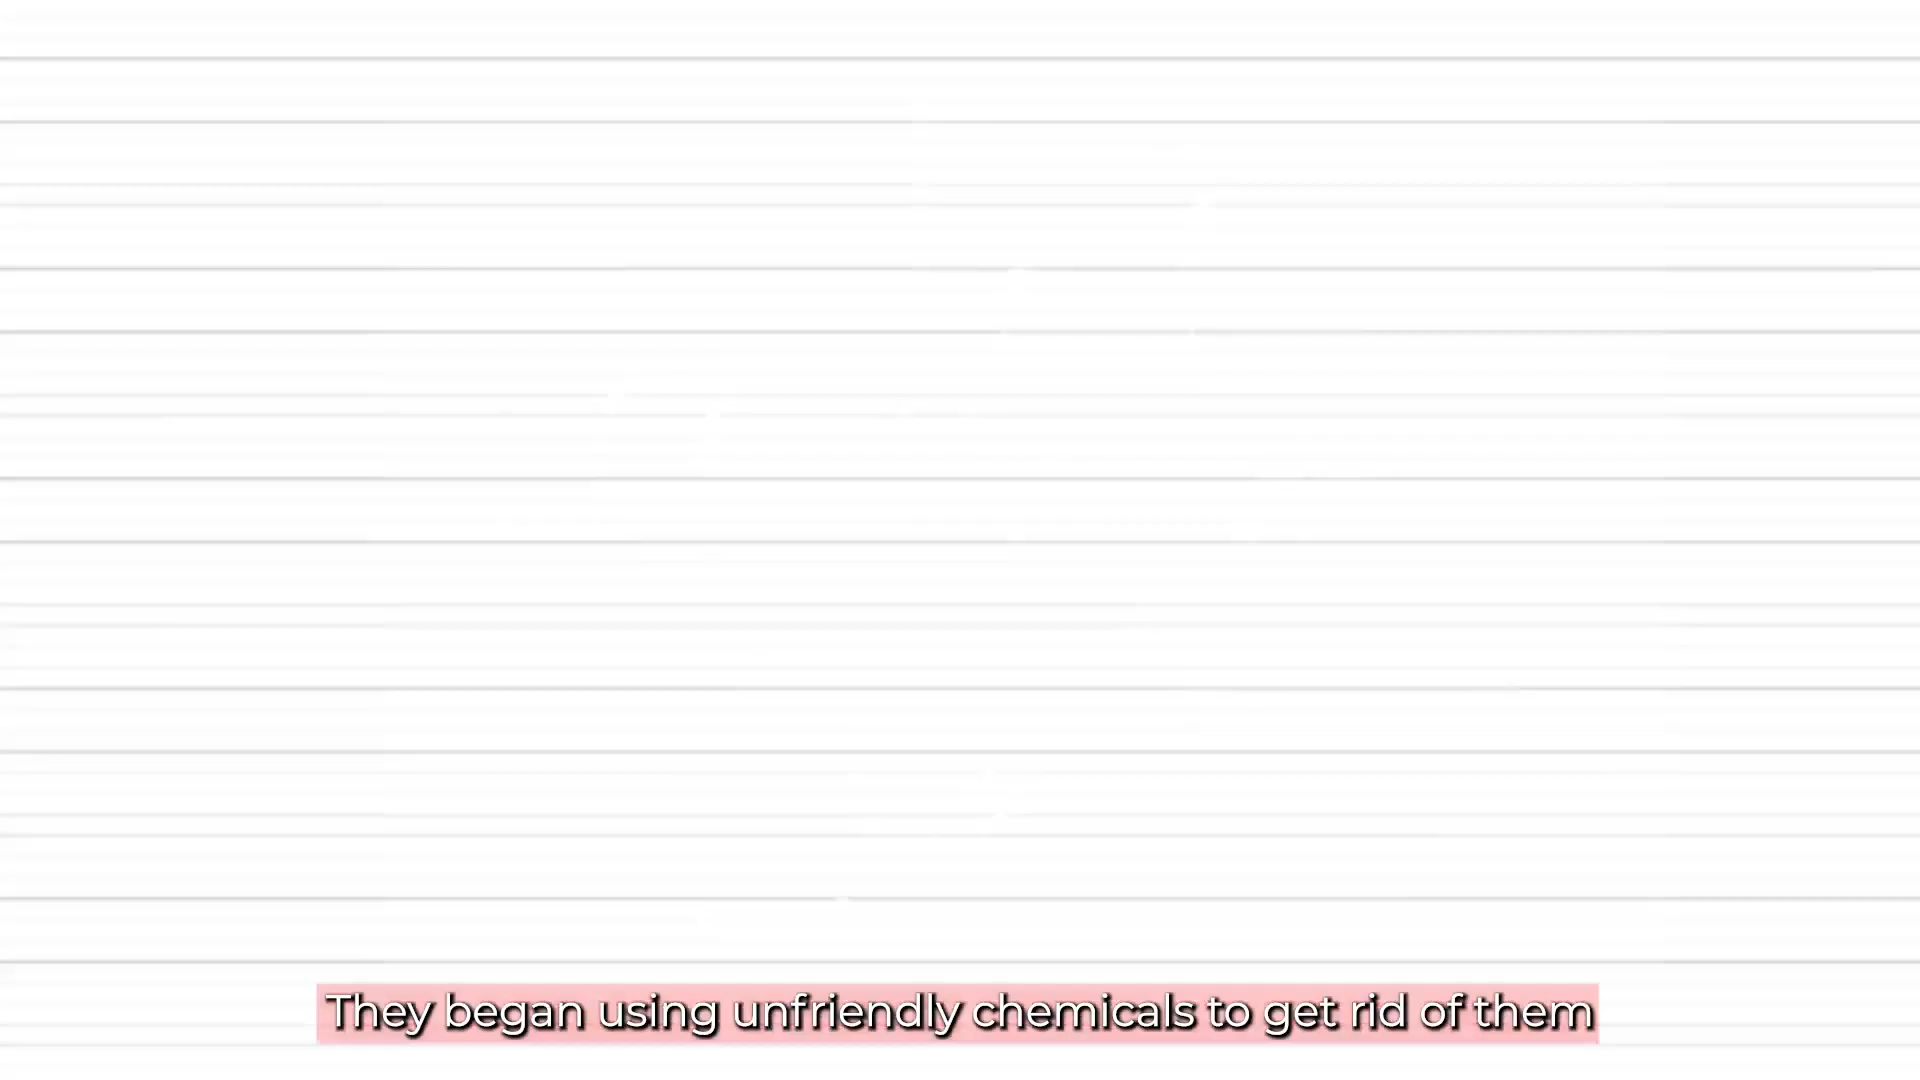 They began using unfriendly chemicals to get rid of them